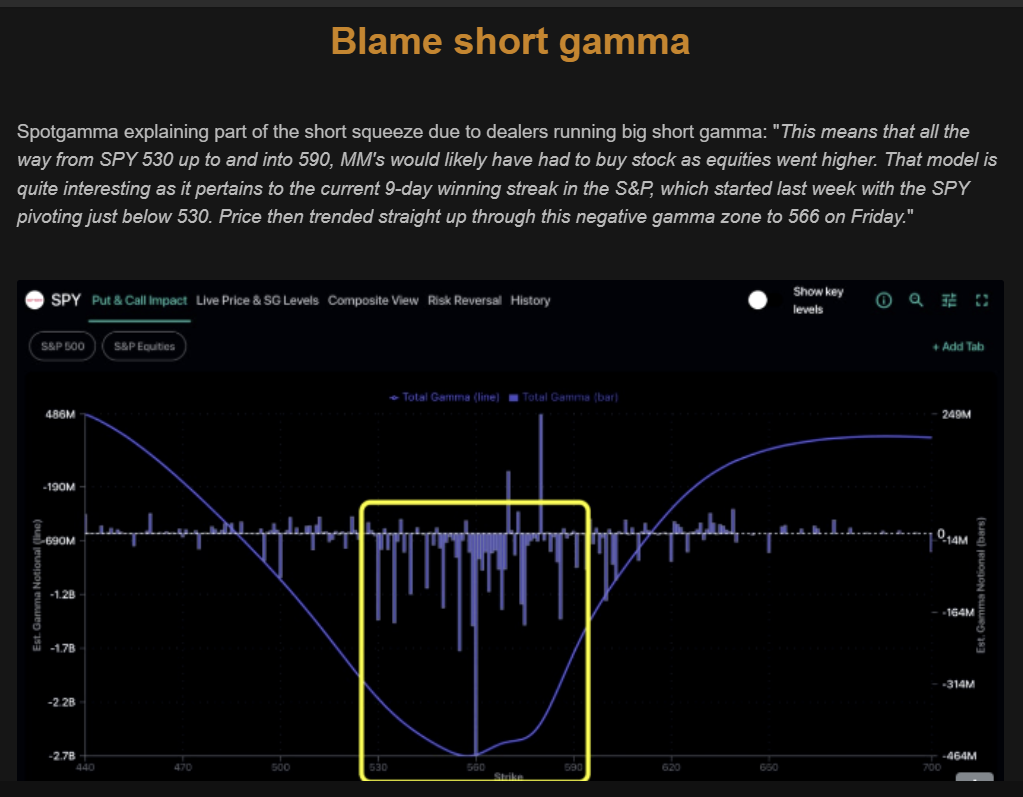 Blame short gamma
Spotgamma explaining part of the short squeeze due to dealers running big short gamma: "This means that all the
way from SPY 530 up to and into 590, MM's would likely have had to buy stock as equities went higher. That model is
quite interesting as it pertains to the current 9-day winning streak in the S&P, which started last week with the SPY
pivoting just below 530. Price then trended straight up through this negative gamma zone to 566 on Friday."
SPY Put & Call Impact Live Price & SG Levels Composite View Risk Reversal History Show key
levels
S&P 500 S&P Equities + Add Tab
Total Gamma (line) Total Gamma (bar)
486M 249M
-190M
-690M 0
-14M
-1.2B -164M
-1.7B
-2.2B -314M
-2.7B -464M
Est. Gamma Notional (line)
Est. Gamma Notional (bars)
440 470 500 530 560 590 620 650 700
Strike